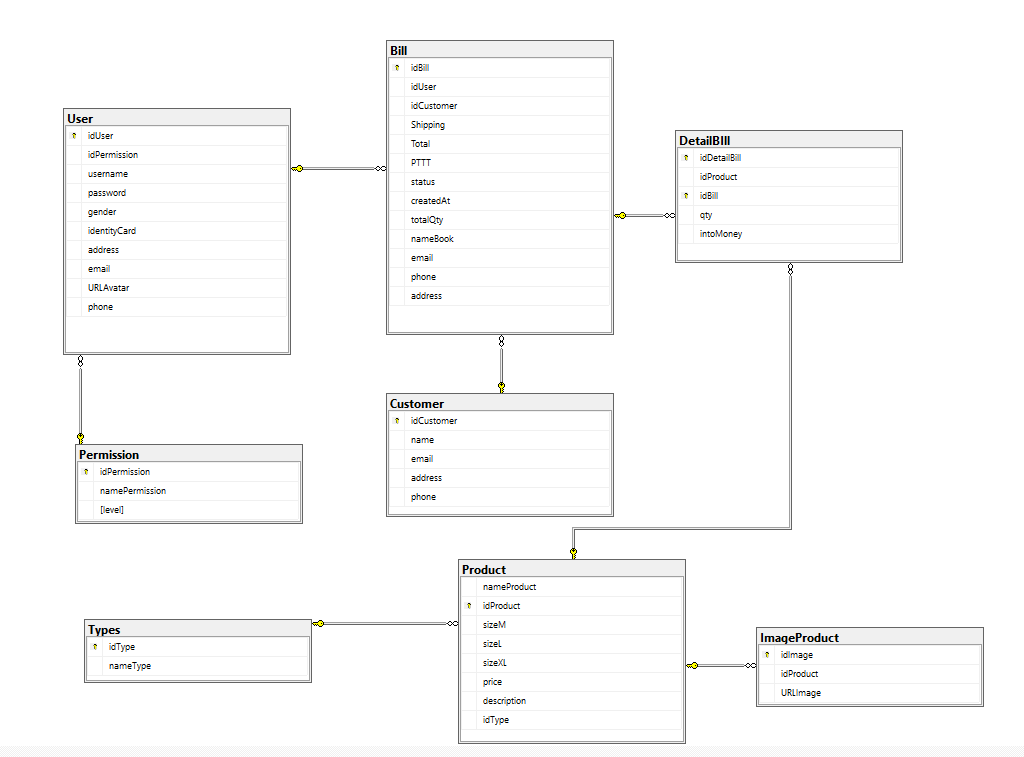 Bill
idBill
idUser
idCustomer
Shipping
Total
PTTT
status
createdAt
totalQty
nameBook
email
phone
address
User
idUser
idPermission
username
password
gender
identityCard
address
email
URLAvatar
phone
DetailBIll
idDetailBill
idProduct
idBill
qty
intoMoney
Customer
idCustomer
name
email
address
phone
Permission
idPermission
namePermission
[level]
Product
nameProduct
idProduct
sizeM
sizeL
sizeXL
price
description
idType
Types
idType
nameType
ImageProduct
idImage
idProduct
URLImage